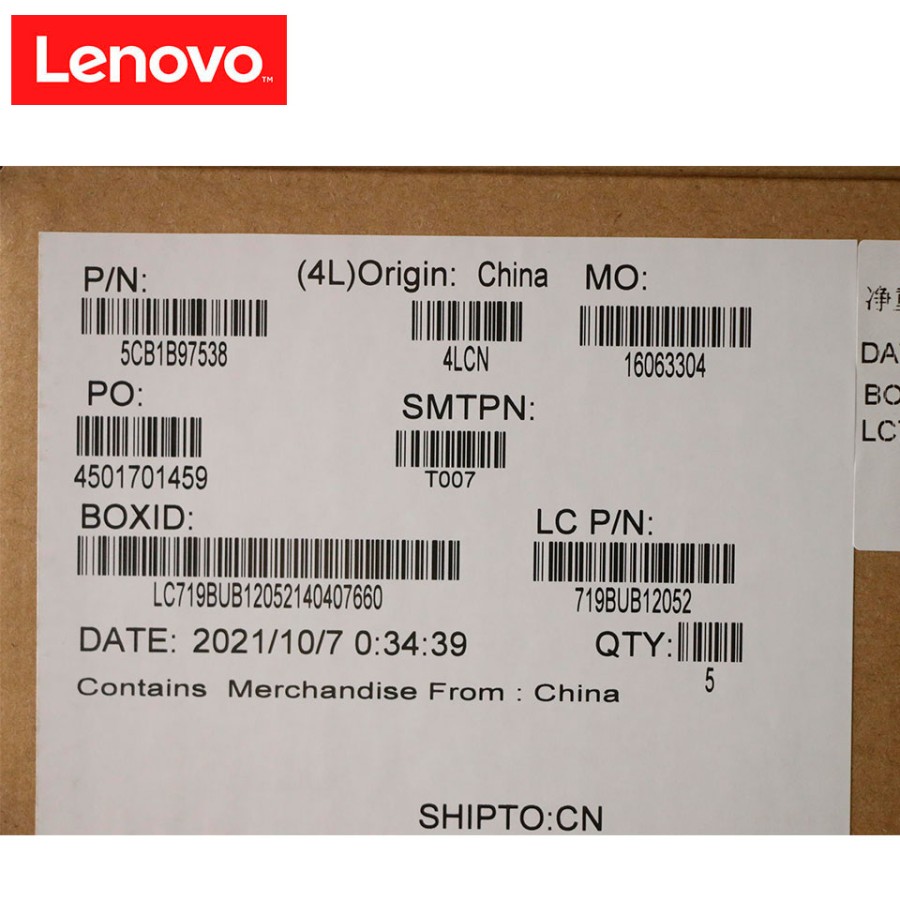 Lenovo™
P/N: (4L)Origin: China MO:
5CB1B97538 4LCN 16063304
PO: SMTPN:
4501701459 T007
BOXID: LC P/N:
LC719BUB12052140407660 719BUB12052
DATE: 2021/10/7 0:34:39 QTY:
5
Contains Merchandise From : China
SHIPTO:CN
净
DA
BO
LC